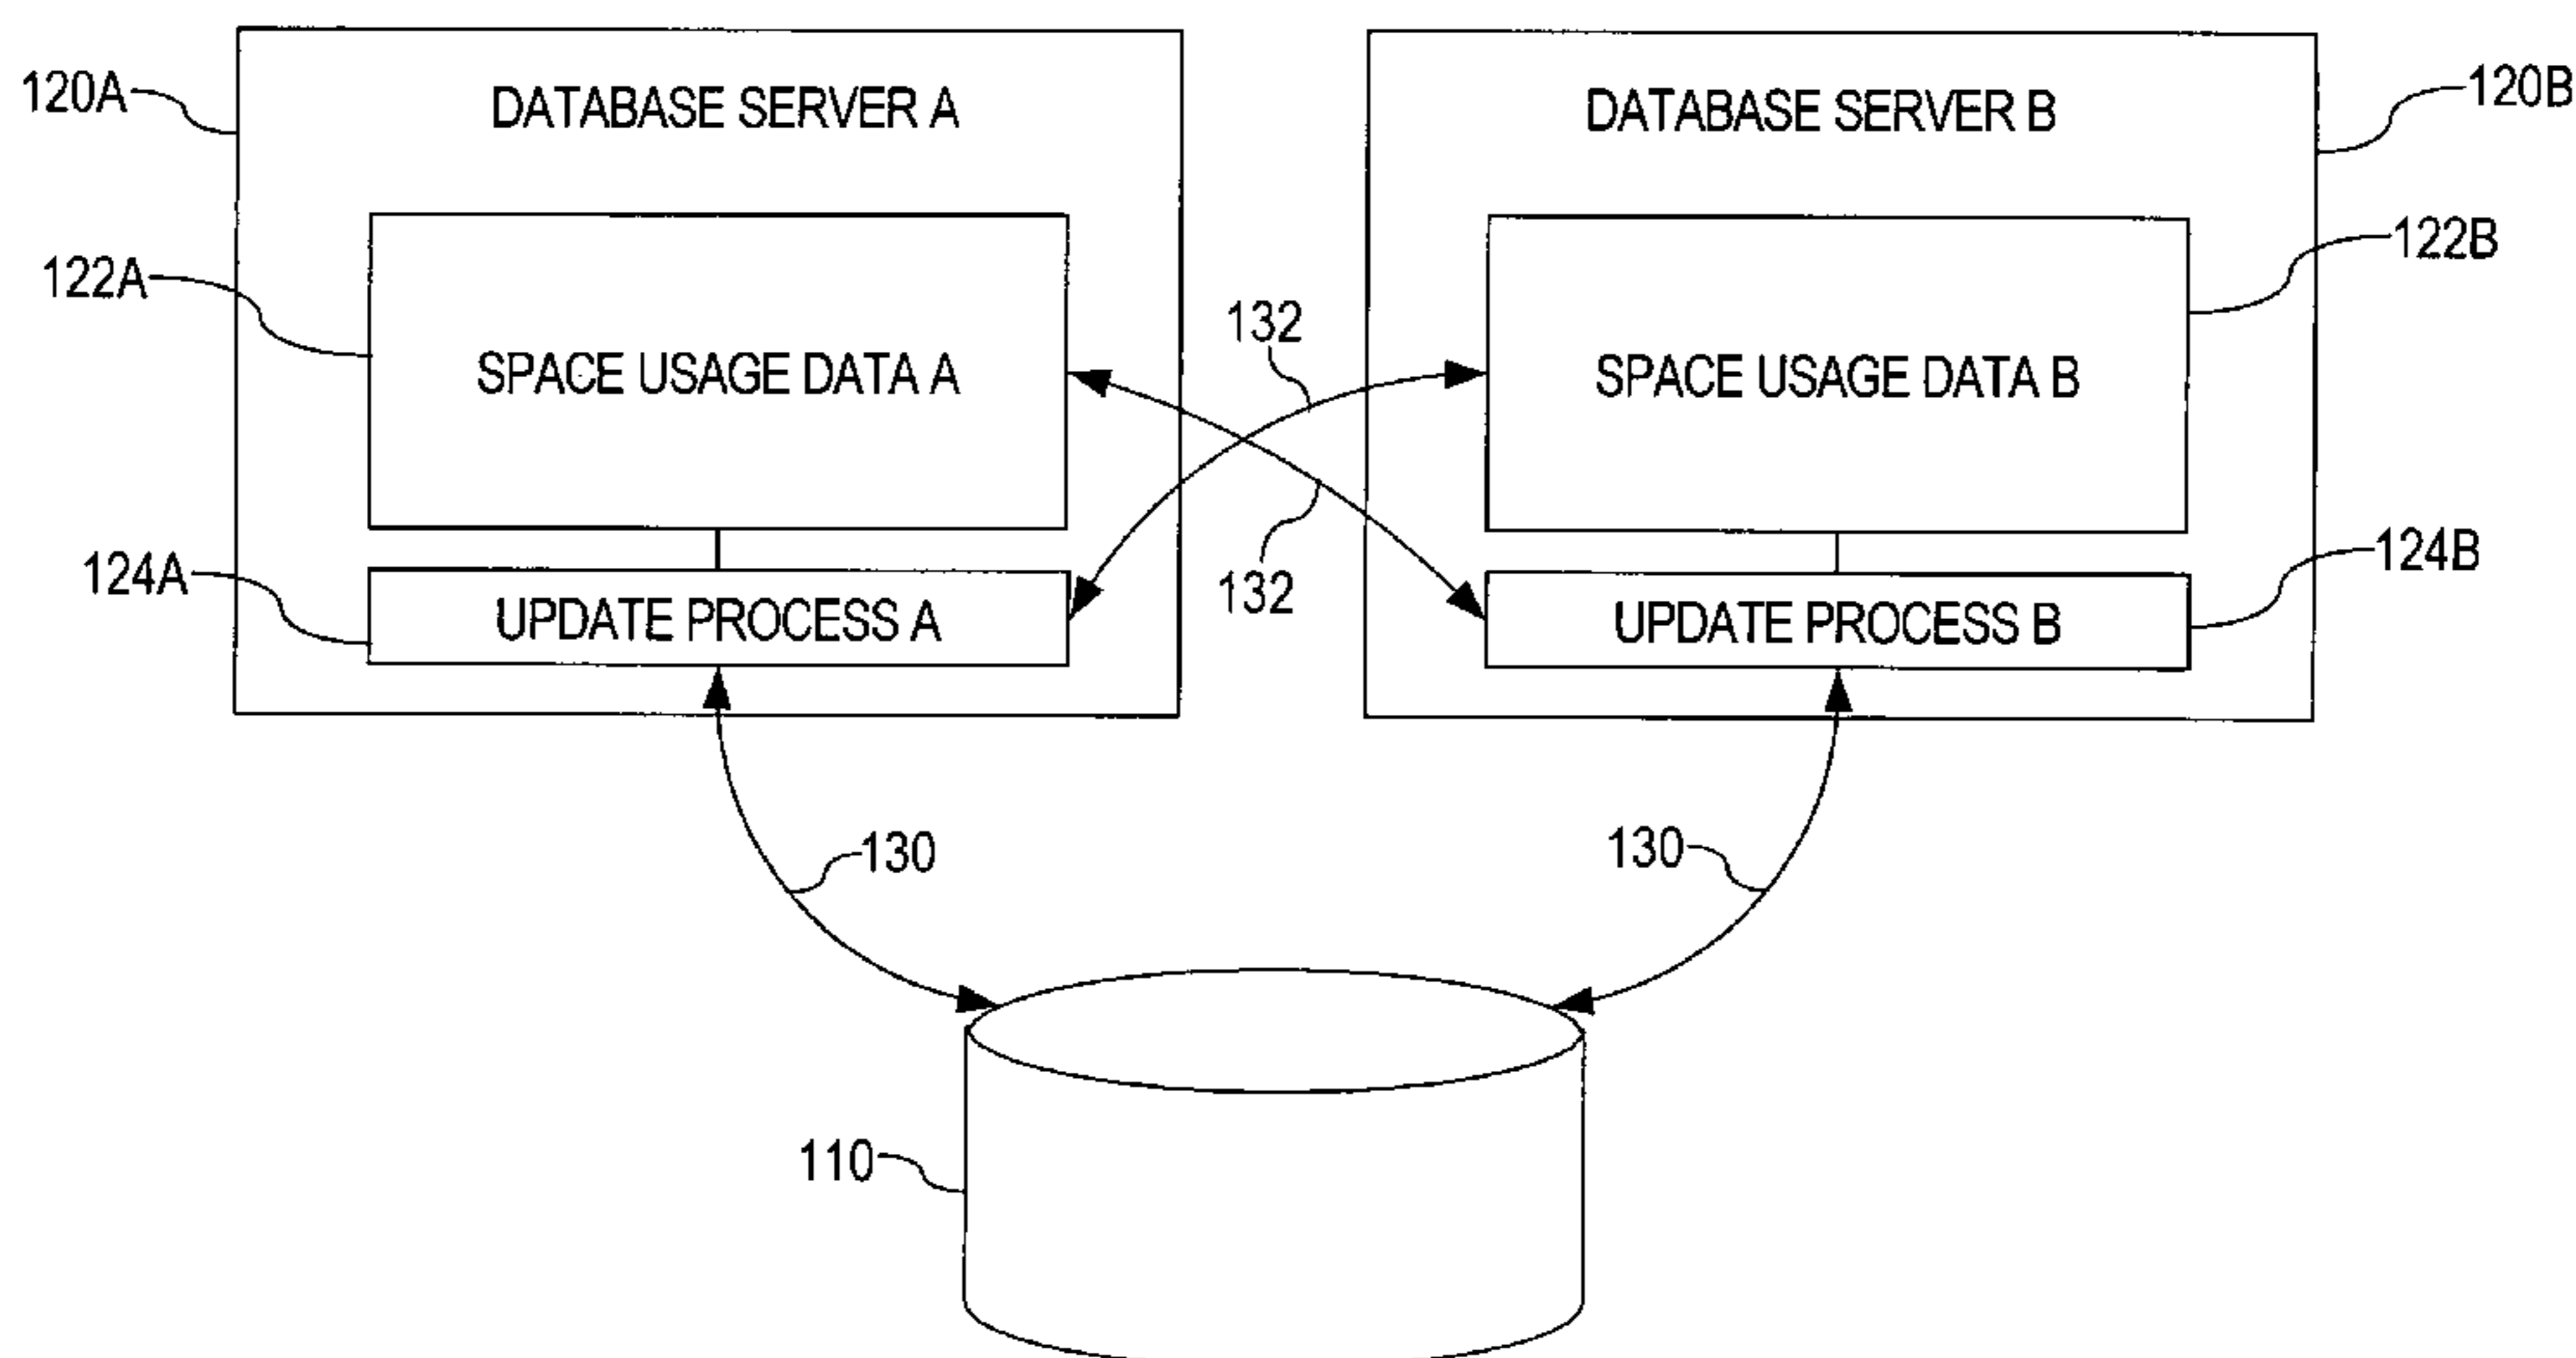 120A
DATABASE SERVER A
DATABASE SERVER B
120B
122A
SPACE USAGE DATA A
132
SPACE USAGE DATA B
122B
124A
UPDATE PROCESS A
132
UPDATE PROCESS B
124B
130
130
110